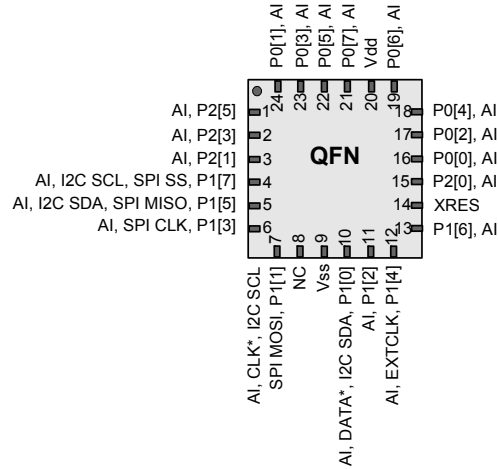 P0[1], AI
P0[3], AI
P0[5], AI
P0[7], AI
Vdd
P0[6], AI
24
23
22
21
20
19
AI, P2[5]
1
18
P0[4], AI
AI, P2[3]
2
17
P0[2], AI
AI, P2[1]
3
QFN
16
P0[0], AI
AI, I2C SCL, SPI SS, P1[7]
4
15
P2[0], AI
AI, I2C SDA, SPI MISO, P1[5]
5
14
XRES
AI, SPI CLK, P1[3]
6
13
P1[6], AI
7
8
9
10
11
12
AI, CLK*, I2C SCL
SPI MOSI, P1[1]
NC
Vss
AI, DATA*, I2C SDA, P1[0]
AI, P1[2]
AI, EXTCLK, P1[4]